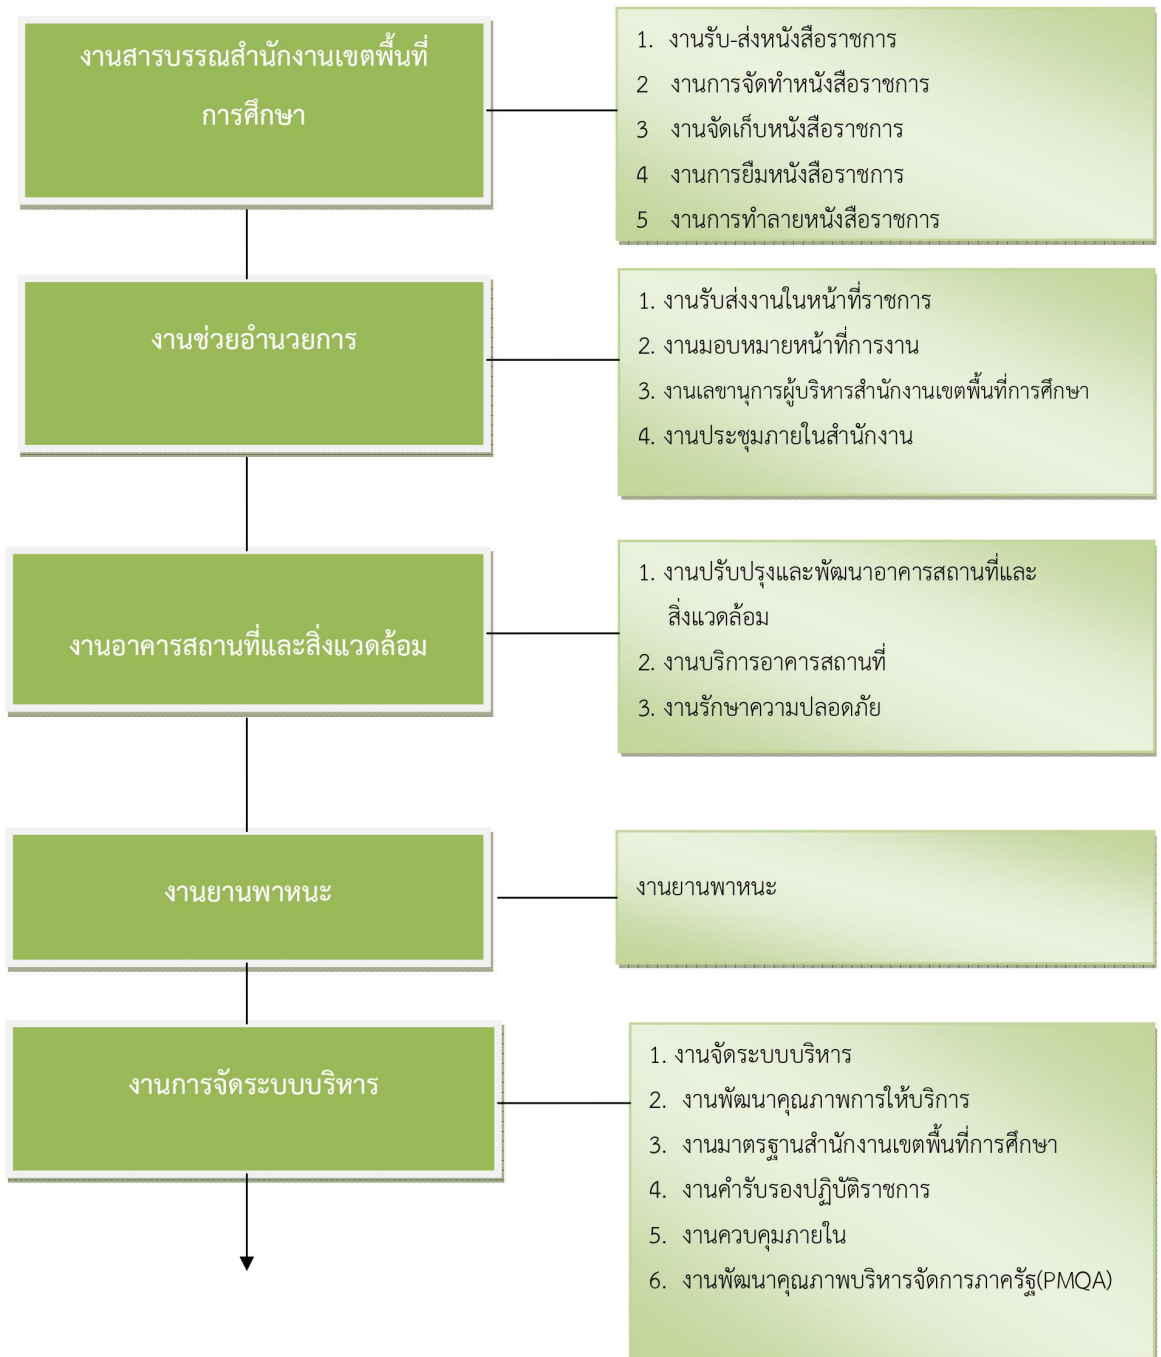 งานสารบรรณสำนักงานเขตพื้นที่
การศึกษา
1. งานรับ-ส่งหนังสือราชการ
2 งานการจัดทำหนังสือราชการ
3 งานจัดเก็บหนังสือราชการ
4 งานการยืมหนังสือราชการ
5 งานการทำลายหนังสือราชการ
งานช่วยอำนวยการ
1. งานรับส่งงานในหน้าที่ราชการ
2. งานมอบหมายหน้าที่การงาน
3. งานเลขานุการผู้บริหารสำนักงานเขตพื้นที่การศึกษา
4. งานประชุมภายในสำนักงาน
งานอาคารสถานที่และสิ่งแวดล้อม
1. งานปรับปรุงและพัฒนาอาคารสถานที่และ
สิ่งแวดล้อม
2. งานบริการอาคารสถานที่
3. งานรักษาความปลอดภัย
งานยานพาหนะ
งานยานพาหนะ
งานการจัดระบบบริหาร
1. งานจัดระบบบริหาร
2. งานพัฒนาคุณภาพการให้บริการ
3. งานมาตรฐานสำนักงานเขตพื้นที่การศึกษา
4. งานคำรับรองปฏิบัติราชการ
5. งานควบคุมภายใน
6. งานพัฒนาคุณภาพบริหารจัดการภาครัฐ(PMQA)